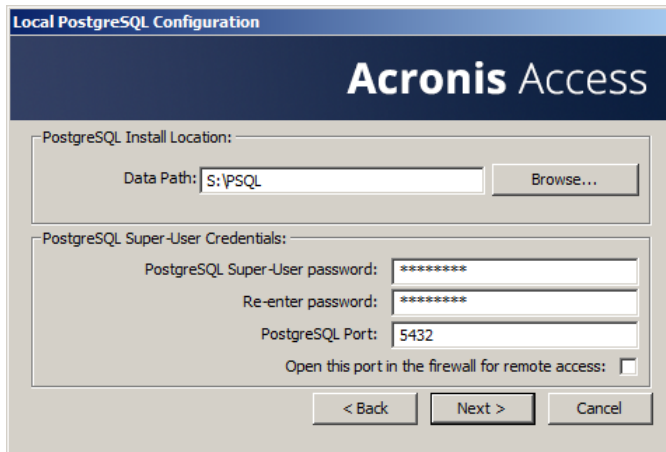 Local PostgreSQL Configuration
Acronis Access
PostgreSQL Install Location:
Data Path: S:\PSQL Browse...
PostgreSQL Super-User Credentials:
PostgreSQL Super-User password: ********
Re-enter password: ********
PostgreSQL Port: 5432
Open this port in the firewall for remote access:
< Back Next > Cancel